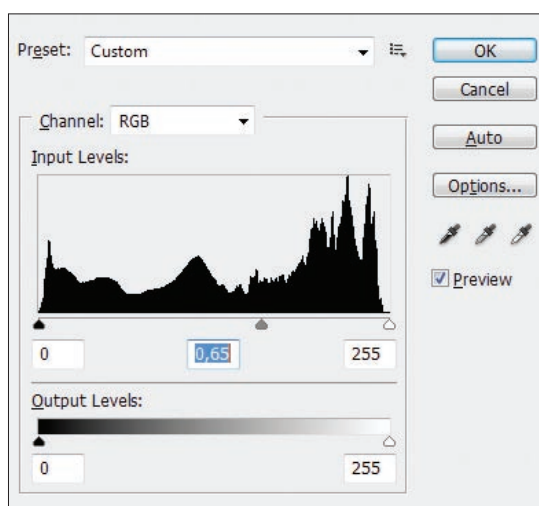 Preset: Custom
OK
Cancel
Channel: RGB
Auto
Input Levels:
Options...
Preview
0 0,65 255
Output Levels:
0 255